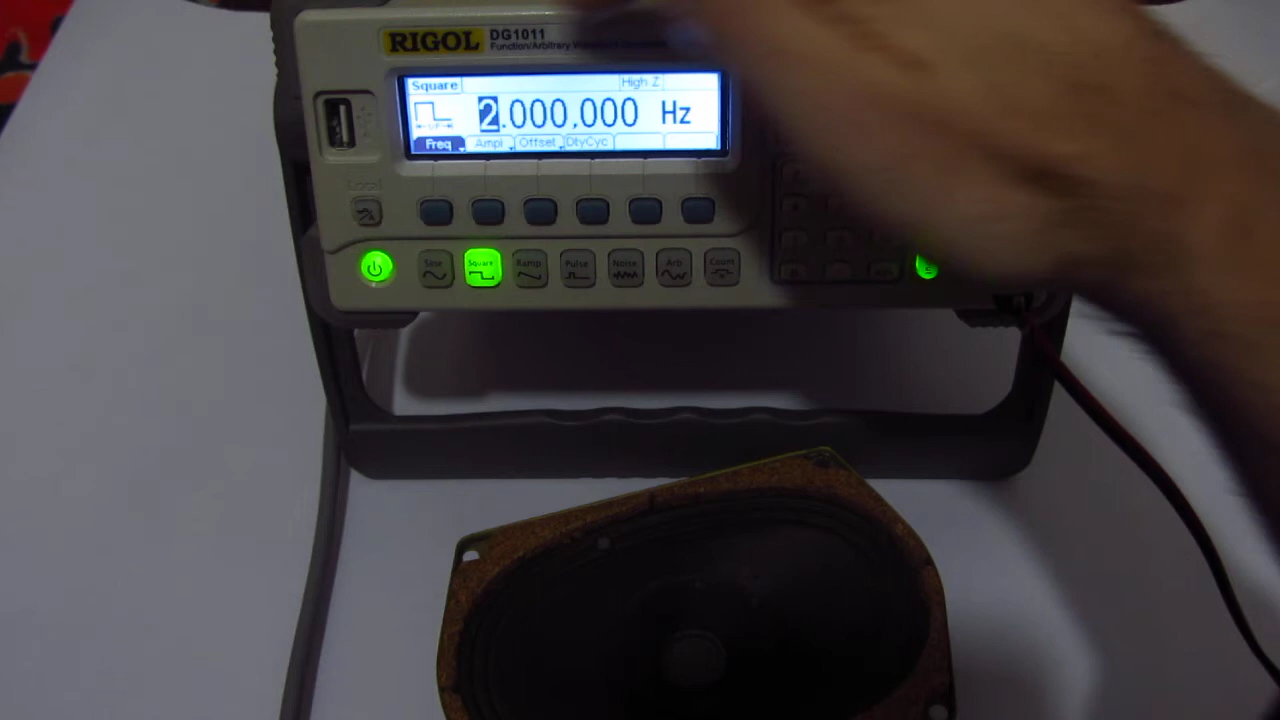 RIGOL DG1011
Function/Arbitrary
Square High Z
2.000,000 Hz
Freq Ampl Offset DtyCyc
Local
Sine Square Ramp Pulse Noise Arb Count